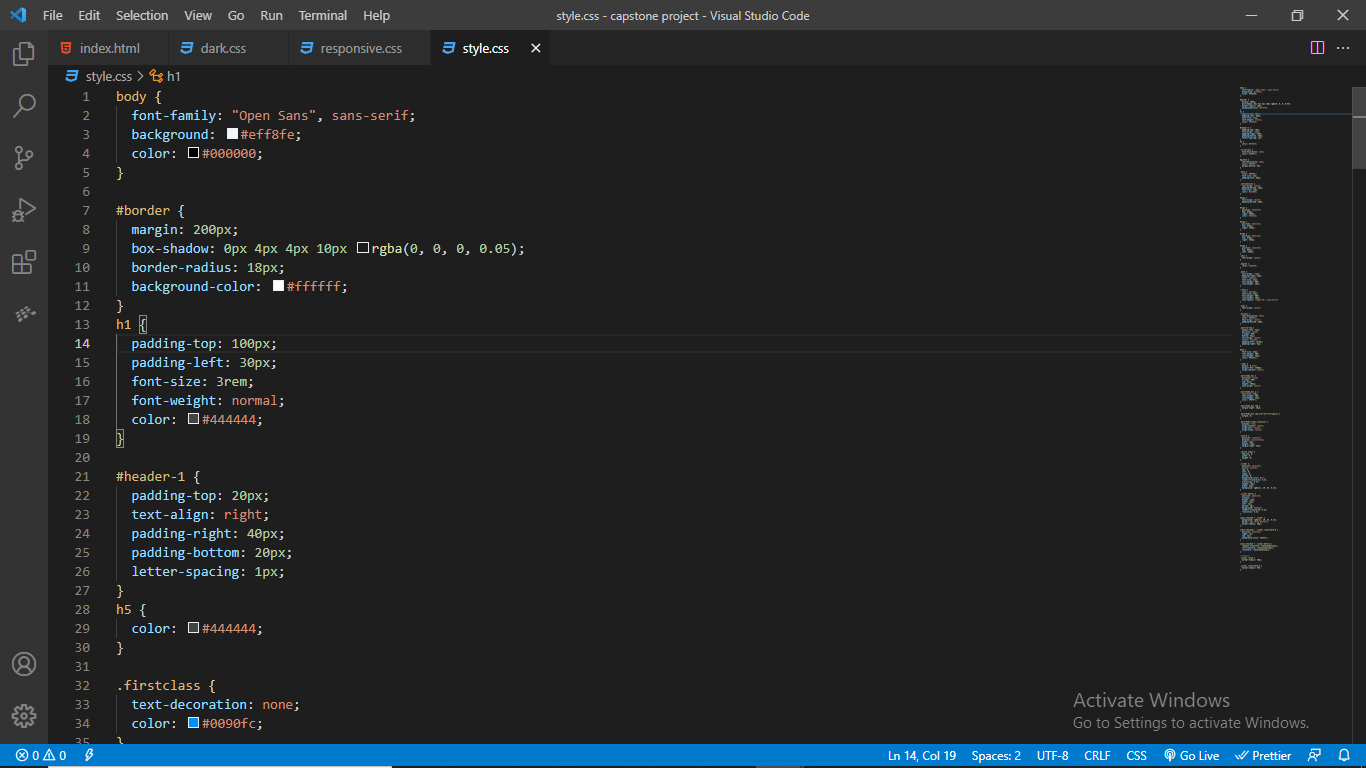 File Edit Selection View Go Run Terminal Help style.css - capstone project - Visual Studio Code
index.html dark.css responsive.css style.css
style.css > h1
1 body {
2 font-family: "Open Sans", sans-serif;
3 background: #eff8fe;
4 color: #000000;
5 }
6
7 #border {
8 margin: 200px;
9 box-shadow: 0px 4px 4px 10px rgba(0, 0, 0, 0.05);
10 border-radius: 18px;
11 background-color: #ffffff;
12 }
13 h1 {
14 padding-top: 100px;
15 padding-left: 30px;
16 font-size: 3rem;
17 font-weight: normal;
18 color: #444444;
19 }
20
21 #header-1 {
22 padding-top: 20px;
23 text-align: right;
24 padding-right: 40px;
25 padding-bottom: 20px;
26 letter-spacing: 1px;
27 }
28 h5 {
29 color: #444444;
30 }
31
32 .firstclass {
33 text-decoration: none;
34 color: #0090fc;
35 }
Activate Windows
Go to Settings to activate Windows.
0 0 Ln 14, Col 19 Spaces: 2 UTF-8 CRLF CSS Go Live Prettier